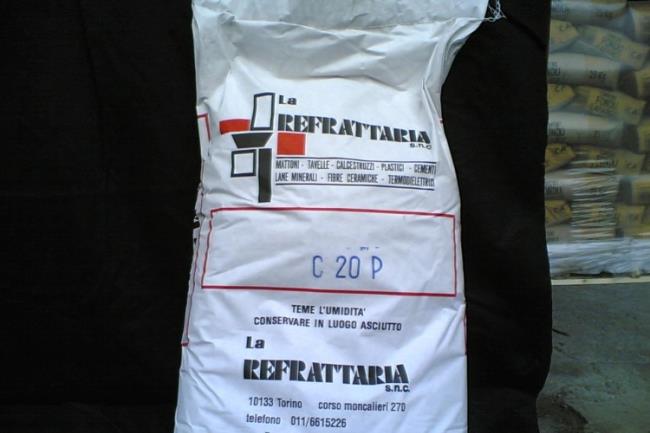 La
REFRATTARIA
s.n.c.
MATTONI - TAVELLE - CALCESTRUZZI - PLASTICI - CEMENTI
LANE MINERALI - FIBRE CERAMICHE - TERMODIELETTRICI
C 20 P
TEME L'UMIDITA'
CONSERVARE IN LUOGO ASCIUTTO
La
REFRATTARIA
s.n.c.
10133 Torino corso moncalieri 270
telefono 011/6615226